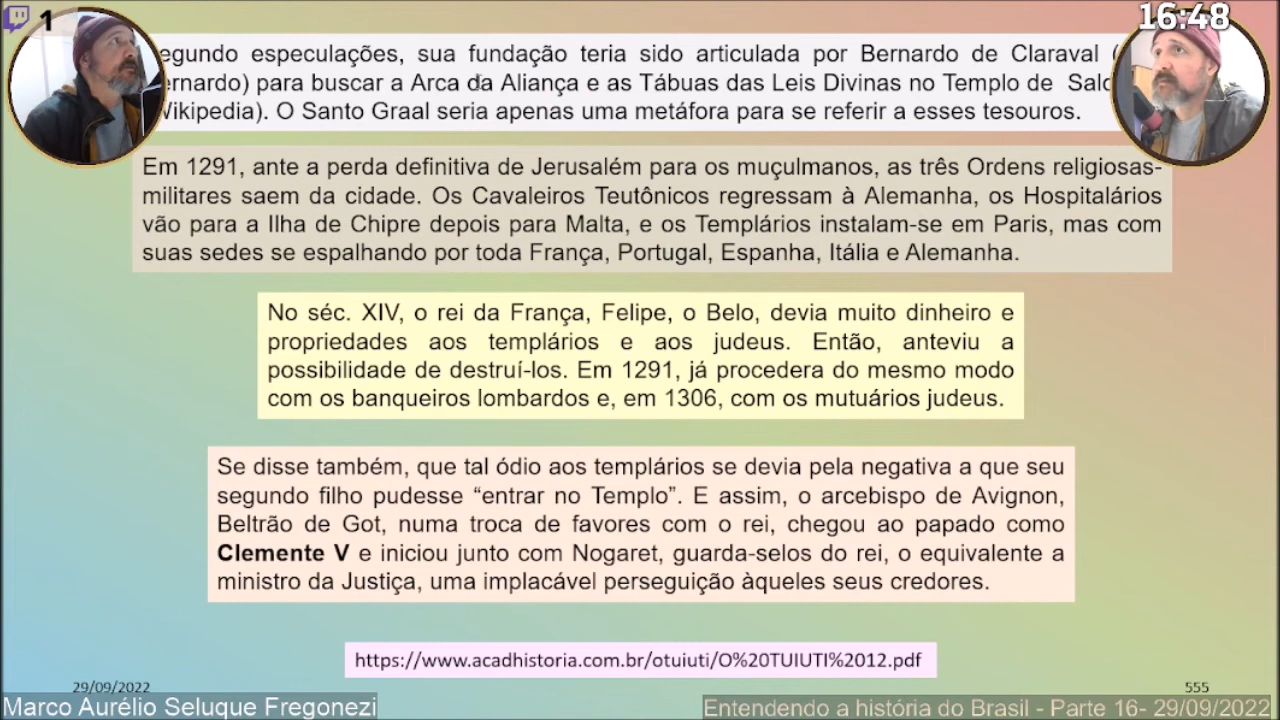 1
16:48
egundo especulações, sua fundação teria sido articulada por Bernardo de Claraval (
ernardo) para buscar a Arca da Aliança e as Tábuas das Leis Divinas no Templo de Salo
Wikipedia). O Santo Graal seria apenas uma metáfora para se referir a esses tesouros.
Em 1291, ante a perda definitiva de Jerusalém para os muçulmanos, as três Ordens religiosas-
militares saem da cidade. Os Cavaleiros Teutônicos regressam à Alemanha, os Hospitalários
vão para a Ilha de Chipre depois para Malta, e os Templários instalam-se em Paris, mas com
suas sedes se espalhando por toda França, Portugal, Espanha, Itália e Alemanha.
No séc. XIV, o rei da França, Felipe, o Belo, devia muito dinheiro e
propriedades aos templários e aos judeus. Então, anteviu a
possibilidade de destruí-los. Em 1291, já procedera do mesmo modo
com os banqueiros lombardos e, em 1306, com os mutuários judeus.
Se disse também, que tal ódio aos templários se devia pela negativa a que seu
segundo filho pudesse “entrar no Templo”. E assim, o arcebispo de Avignon,
Beltrão de Got, numa troca de favores com o rei, chegou ao papado como
Clemente V e iniciou junto com Nogaret, guarda-selos do rei, o equivalente a
ministro da Justiça, uma implacável perseguição àqueles seus credores.
https://www.acadhistoria.com.br/otuiuti/O%20TUIUTI%2012.pdf
29/09/2022
555
Marco Aurélio Seluque Fregonezi
Entendendo a história do Brasil - Parte 16- 29/09/2022